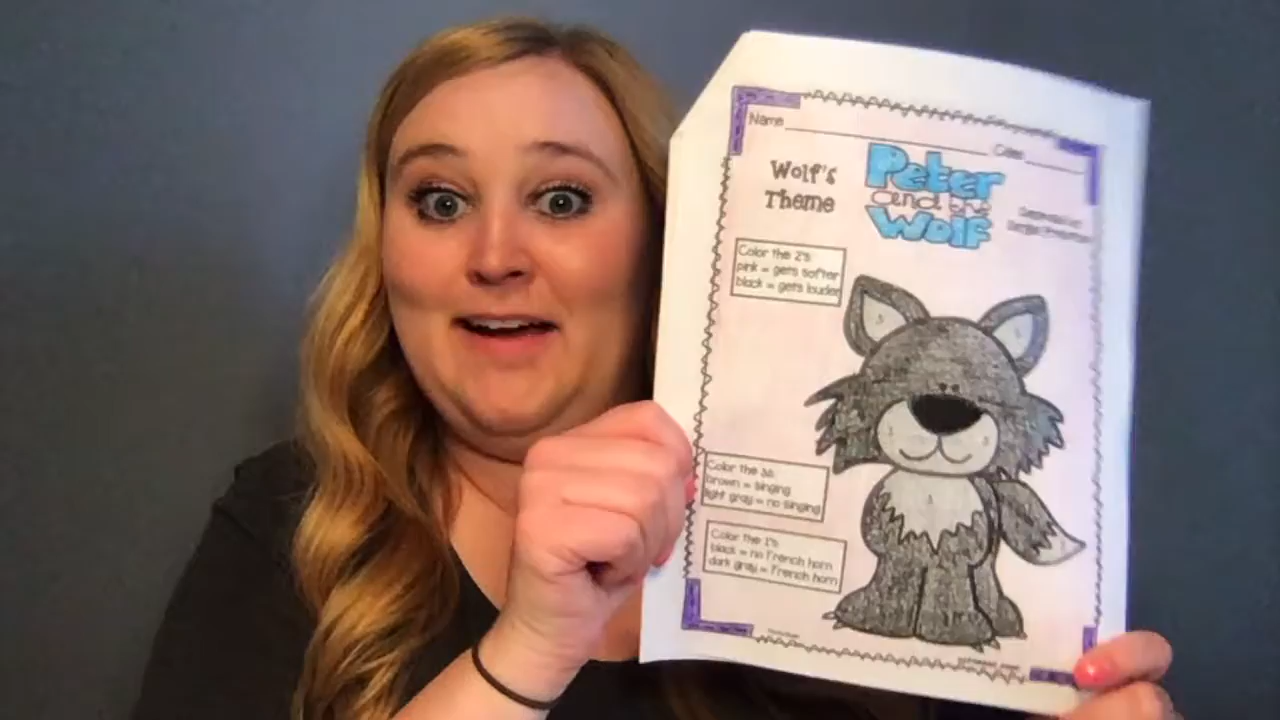 Name
Class
Wolf's
Theme
Peter
and the
Wolf
Color the 2's:
pink = gets softer
black = gets louder
Color the 3s:
brown = singing
light gray = no singing
Color the 1's:
black = no French horn
dark gray = French horn